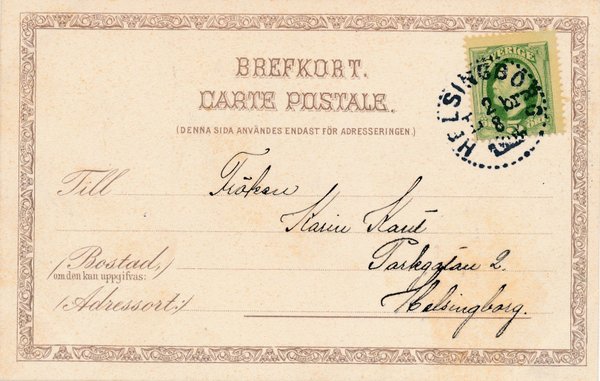 BREFKORT.
CARTE POSTALE.
(DENNA SIDA ANVÄNDES ENDAST FÖR ADRESSERINGEN.)
SVERIGE
HELSINGBORG
Till Fröken
Karin
(Bostad,) Parkgatan 2.
om den kan uppgifvas:
(Adressort:) Helsingborg.